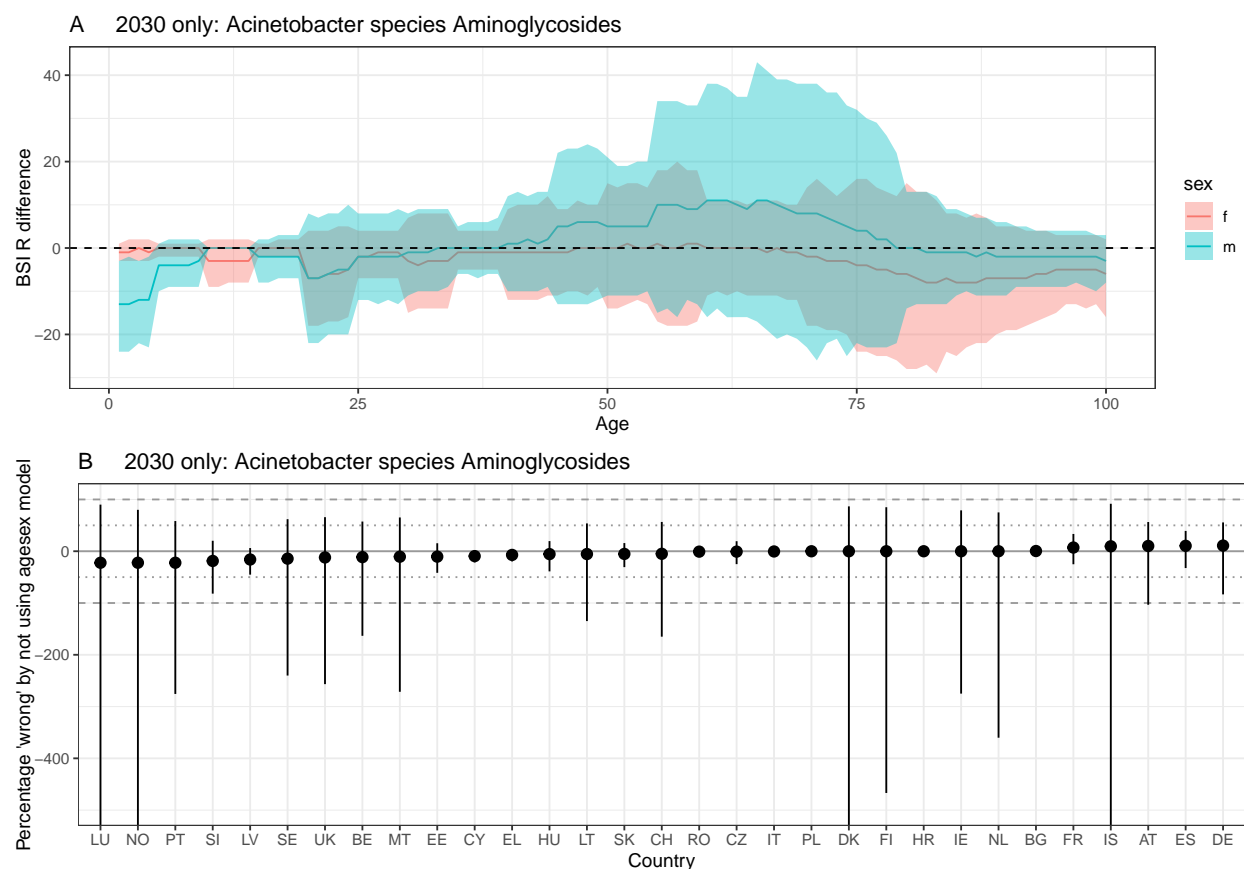 A 2030 only: Acinetobacter species Aminoglycosides
40
20
0
−20
BSI R difference
0 25 50 75 100
Age
sex
f
m
B 2030 only: Acinetobacter species Aminoglycosides
0
−200
−400
Percentage 'wrong' by not using agesex model
LU NO PT SI LV SE UK BE MT EE CY EL HU LT SK CH RO CZ IT PL DK FI HR IE NL BG FR IS AT ES DE
Country